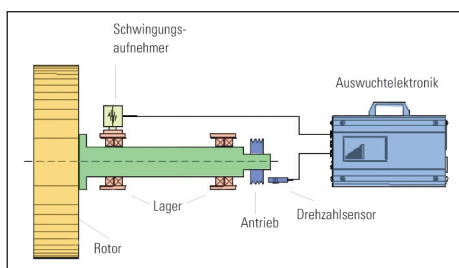 Schwingungs-
aufnehmer
Auswuchtelektronik
Lager
Drehzahlsensor
Antrieb
Rotor